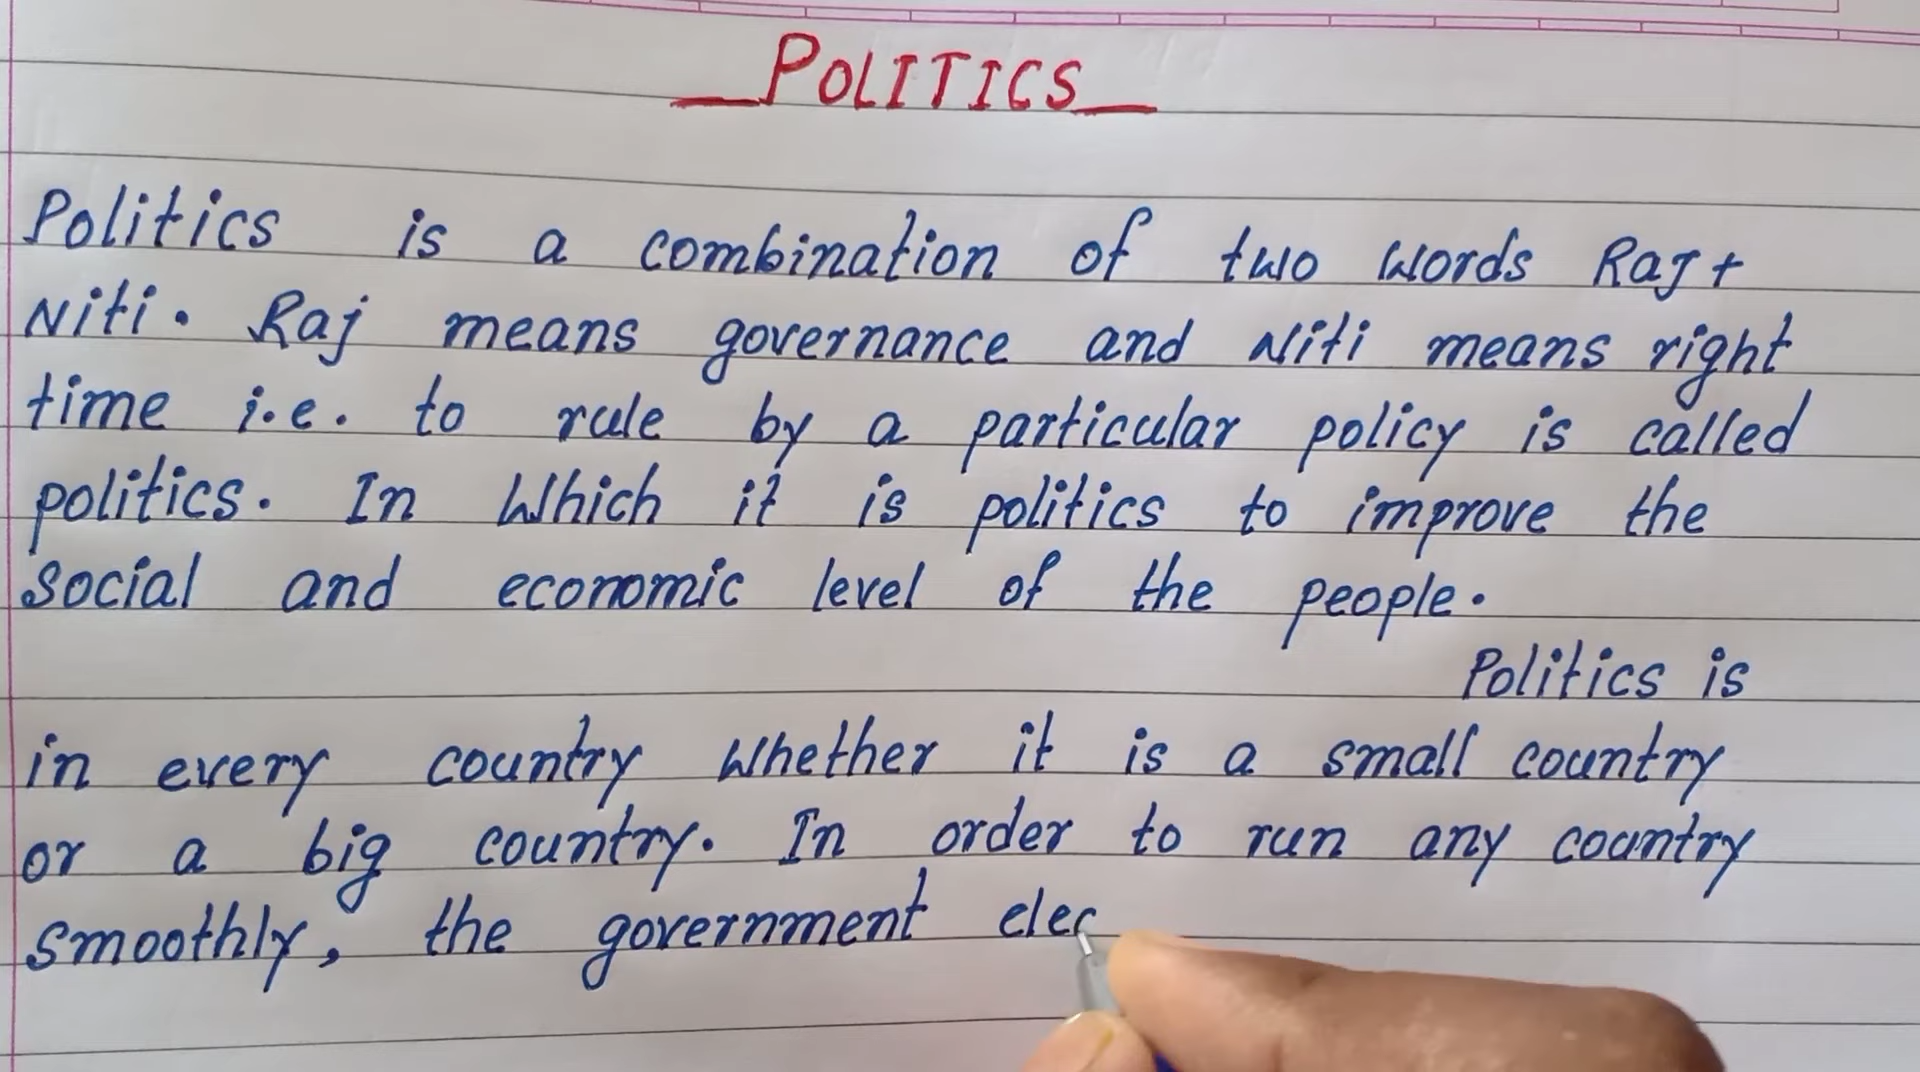 POLITICS
Politics is a combination of two words Raj +
Niti. Raj means governance and Niti means right
time i.e. to rule by a particular policy is called
politics. In Which it is politics to improve the
social and economic level of the people.
Politics is
in every country whether it is a small country
or a big country. In order to run any country
smoothly, the government elec